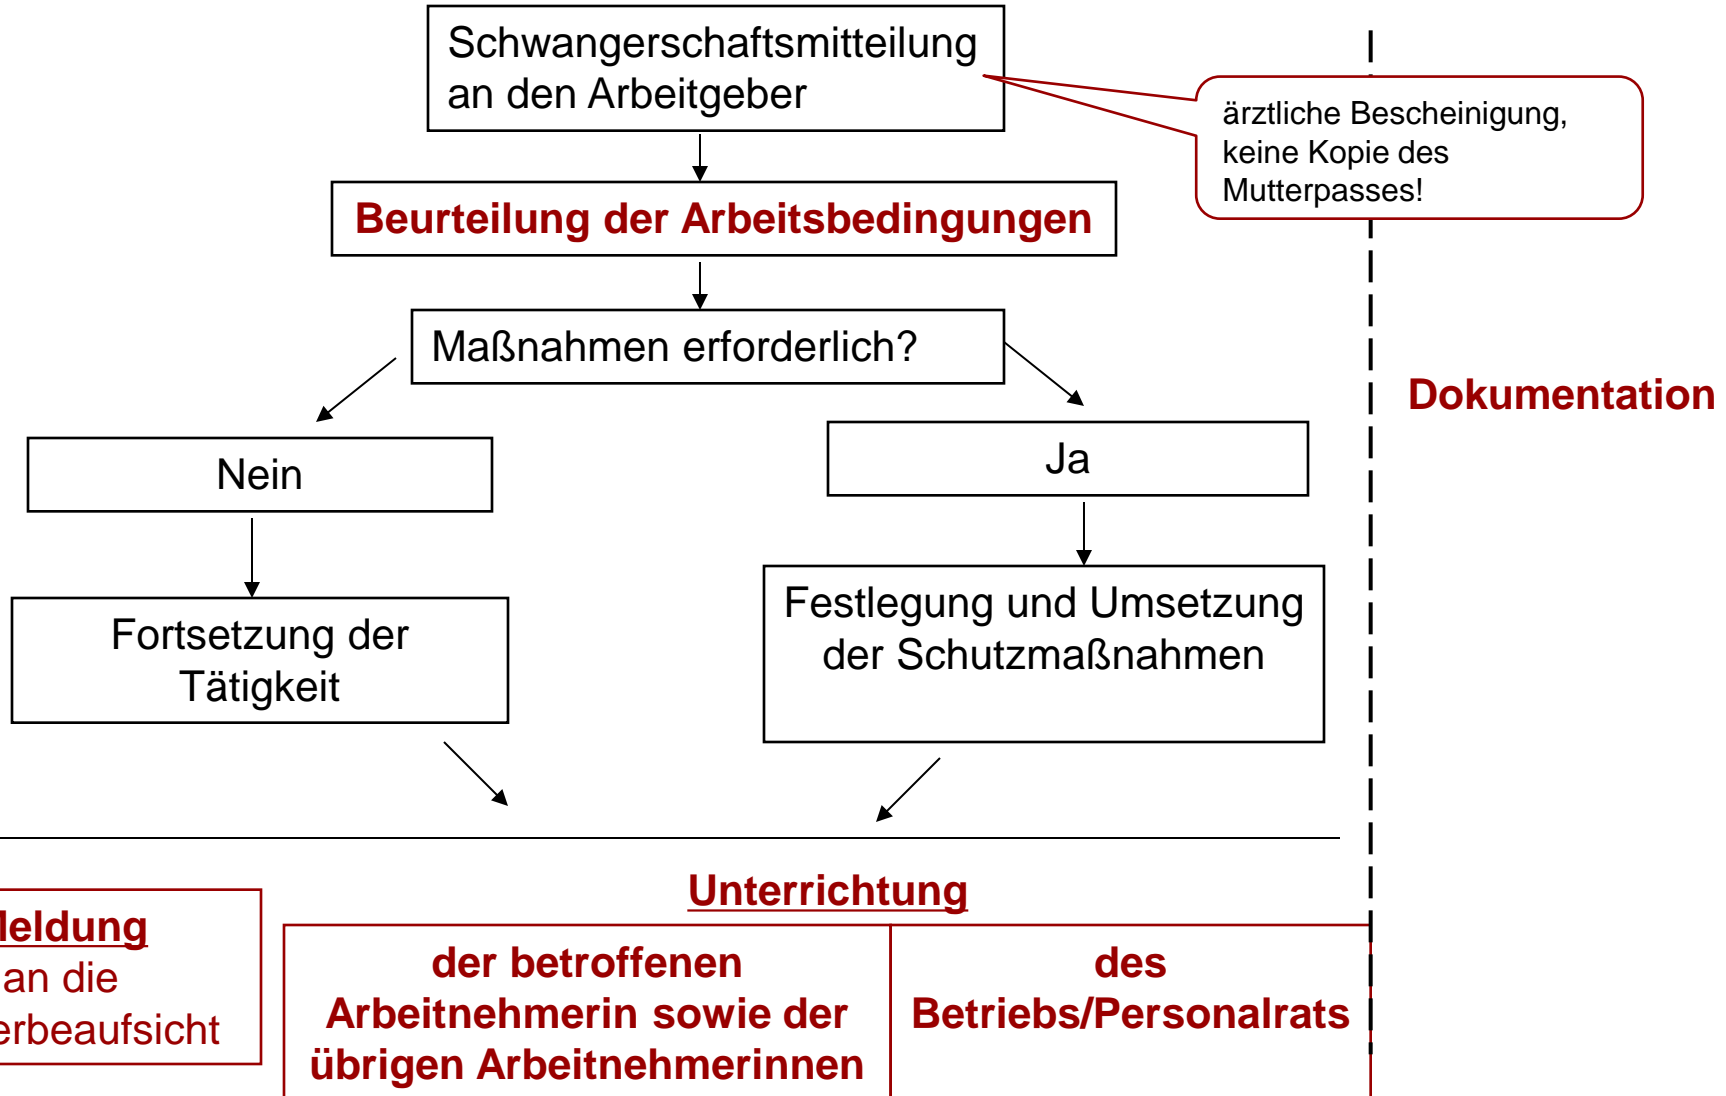 Schwangerschaftsmitteilung
an den Arbeitgeber
ärztliche Bescheinigung,
keine Kopie des
Mutterpasses!
Beurteilung der Arbeitsbedingungen
Maßnahmen erforderlich?
Dokumentation
Nein
Ja
Fortsetzung der
Tätigkeit
Festlegung und Umsetzung
der Schutzmaßnahmen
Meldung
an die
erbeaufsicht
Unterrichtung
der betroffenen
Arbeitnehmerin sowie der
übrigen Arbeitnehmerinnen
des
Betriebs/Personalrats